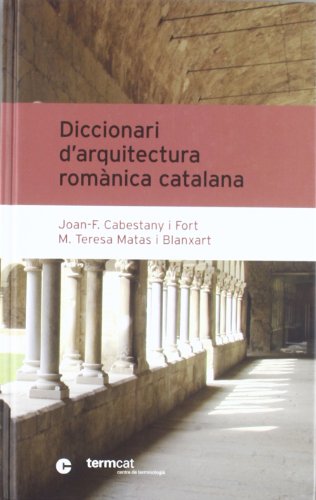 Diccionari
d'arquitectura
romànica catalana
Joan-F. Cabestany i Fort
M. Teresa Matas i Blanxart
termcat
centre de terminologia